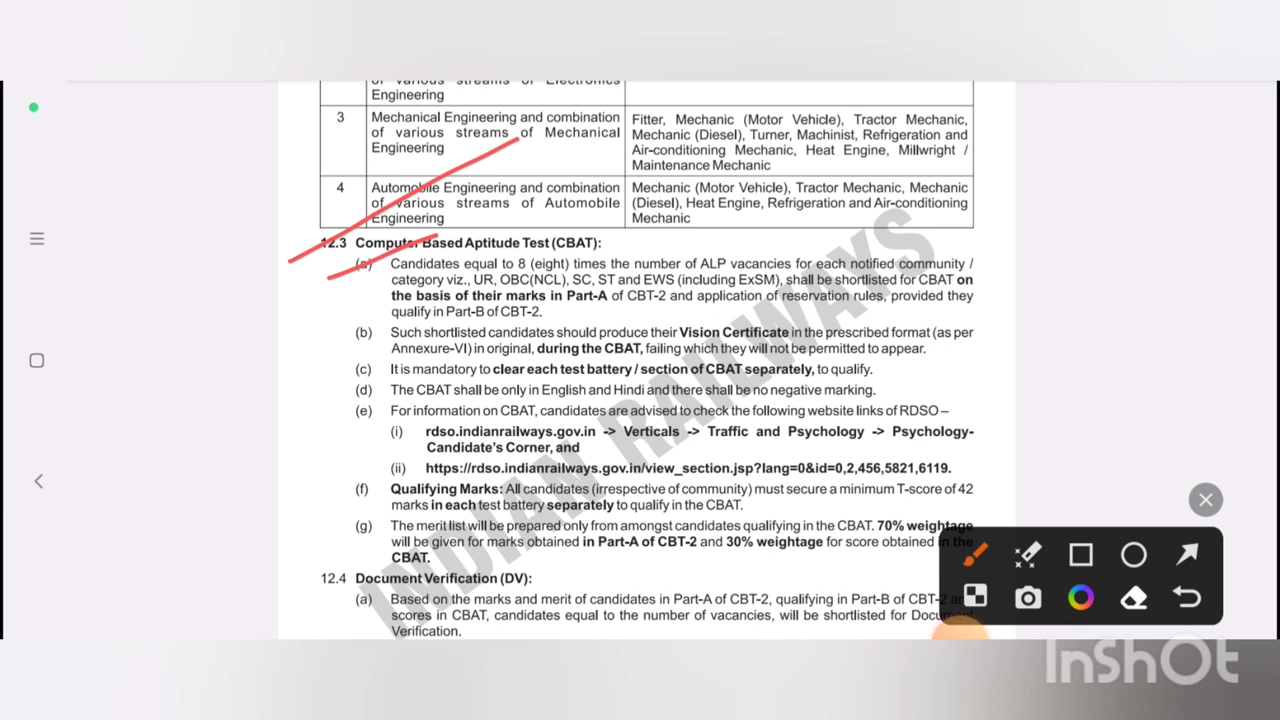 of various streams of Electronics
Engineering
3 Mechanical Engineering and combination of various streams of Mechanical Engineering
Fitter, Mechanic (Motor Vehicle), Tractor Mechanic,
Mechanic (Diesel), Turner, Machinist, Refrigeration and
Air-conditioning Mechanic, Heat Engine, Millwright /
Maintenance Mechanic
4 Automobile Engineering and combination of various streams of Automobile Engineering
Mechanic (Motor Vehicle), Tractor Mechanic, Mechanic
(Diesel), Heat Engine, Refrigeration and Air-conditioning
Mechanic
12.3 Computer Based Aptitude Test (CBAT):
(a) Candidates equal to 8 (eight) times the number of ALP vacancies for each notified community /
category viz., UR, OBC(NCL), SC, ST and EWS (including ExSM), shall be shortlisted for CBAT on
the basis of their marks in Part-A of CBT-2 and application of reservation rules, provided they
qualify in Part-B of CBT-2.
(b) Such shortlisted candidates should produce their Vision Certificate in the prescribed format (as per
Annexure-VI) in original, during the CBAT, failing which they will not be permitted to appear.
(c) It is mandatory to clear each test battery / section of CBAT separately, to qualify.
(d) The CBAT shall be only in English and Hindi and there shall be no negative marking.
(e) For information on CBAT, candidates are advised to check the following website links of RDSO –
(i) rdso.indianrailways.gov.in -> Verticals -> Traffic and Psychology -> Psychology-
Candidate's Corner, and
(ii) https://rdso.indianrailways.gov.in/view_section.jsp?lang=0&id=0,2,456,5821,6119.
(f) Qualifying Marks: All candidates (irrespective of community) must secure a minimum T-score of 42
marks in each test battery separately to qualify in the CBAT.
(g) The merit list will be prepared only from amongst candidates qualifying in the CBAT. 70% weightage
will be given for marks obtained in Part-A of CBT-2 and 30% weightage for score obtained in the
CBAT.
12.4 Document Verification (DV):
(a) Based on the marks and merit of candidates in Part-A of CBT-2, qualifying in Part-B of CBT-2
scores in CBAT, candidates equal to the number of vacancies, will be shortlisted for
Verification.
INDIAN RAILWAYS
InShOt